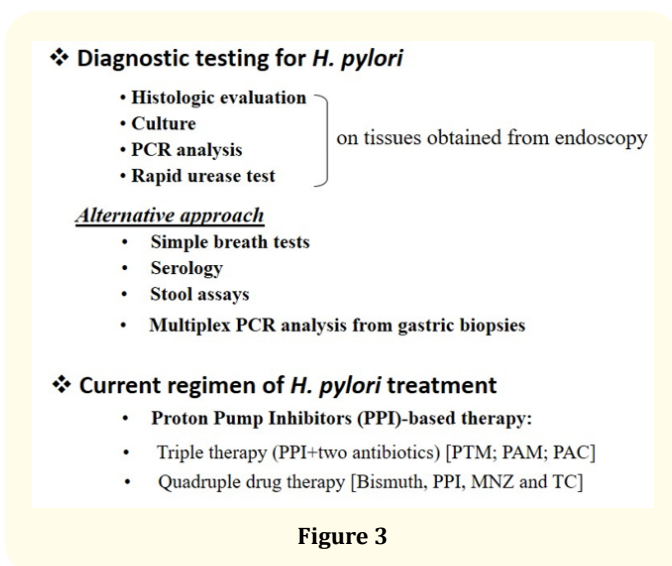 ❖ Diagnostic testing for H. pylori
• Histologic evaluation
• Culture
• PCR analysis
• Rapid urease test
on tissues obtained from endoscopy
Alternative approach
• Simple breath tests
• Serology
• Stool assays
• Multiplex PCR analysis from gastric biopsies
❖ Current regimen of H. pylori treatment
• Proton Pump Inhibitors (PPI)-based therapy:
• Triple therapy (PPI+two antibiotics) [PTM; PAM; PAC]
• Quadruple drug therapy [Bismuth, PPI, MNZ and TC]
Figure 3